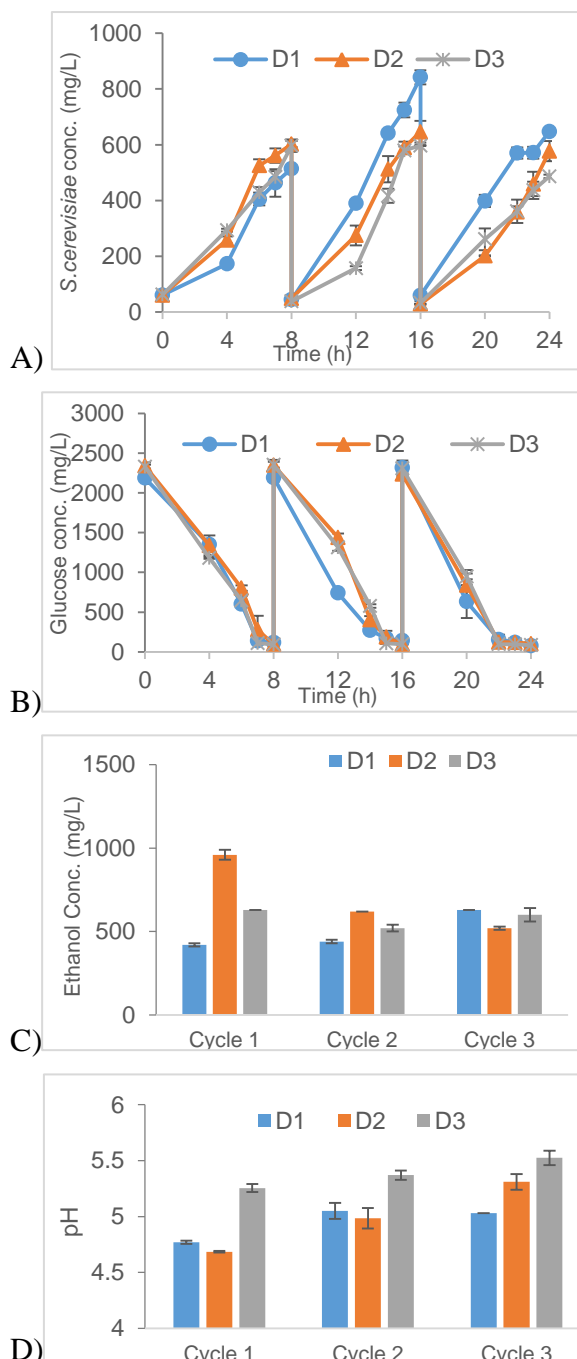 D1 D2 D3
S.cerevisiae conc. (mg/L)
1000
800
600
400
200
0
0 4 8 12 16 20 24
Time (h)
A)
D1 D2 D3
Glucose conc. (mg/L)
3000
2500
2000
1500
1000
500
0
0 4 8 12 16 20 24
Time (h)
B)
D1 D2 D3
Ethanol Conc. (mg/L)
1500
1000
500
0
Cycle 1 Cycle 2 Cycle 3
C)
D1 D2 D3
pH
6
5.5
5
4.5
4
Cycle 1 Cycle 2 Cycle 3
D)